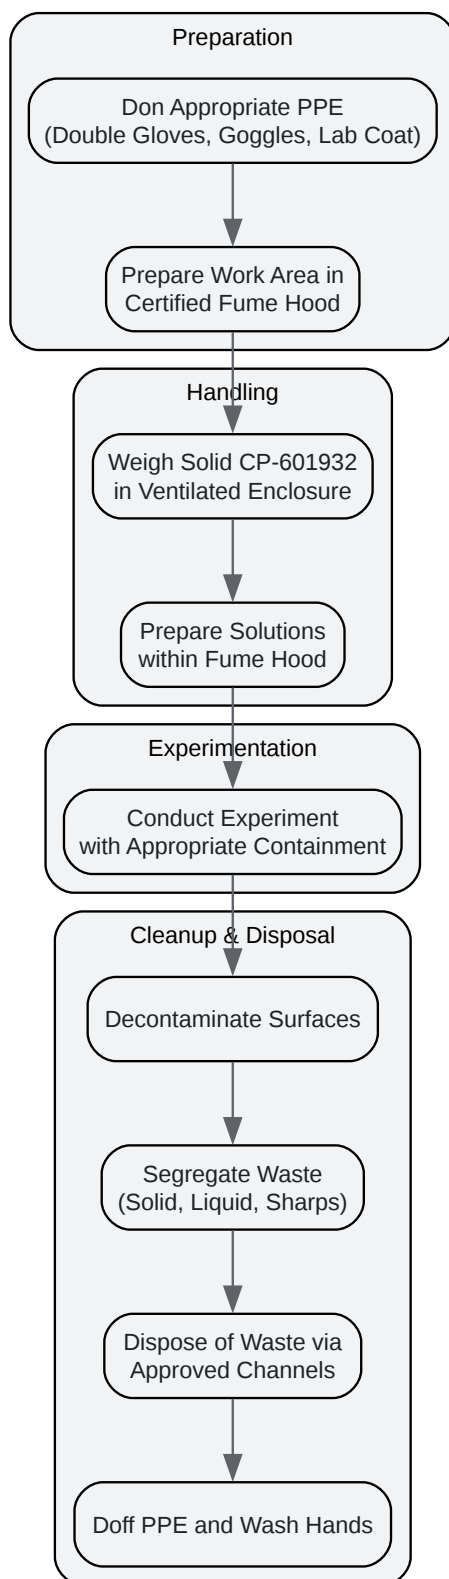 Preparation
Don Appropriate PPE
(Double Gloves, Goggles, Lab Coat)
Prepare Work Area in
Certified Fume Hood
Handling
Weigh Solid CP-601932
in Ventilated Enclosure
Prepare Solutions
within Fume Hood
Experimentation
Conduct Experiment
with Appropriate Containment
Cleanup & Disposal
Decontaminate Surfaces
Segregate Waste
(Solid, Liquid, Sharps)
Dispose of Waste via
Approved Channels
Doff PPE and Wash Hands